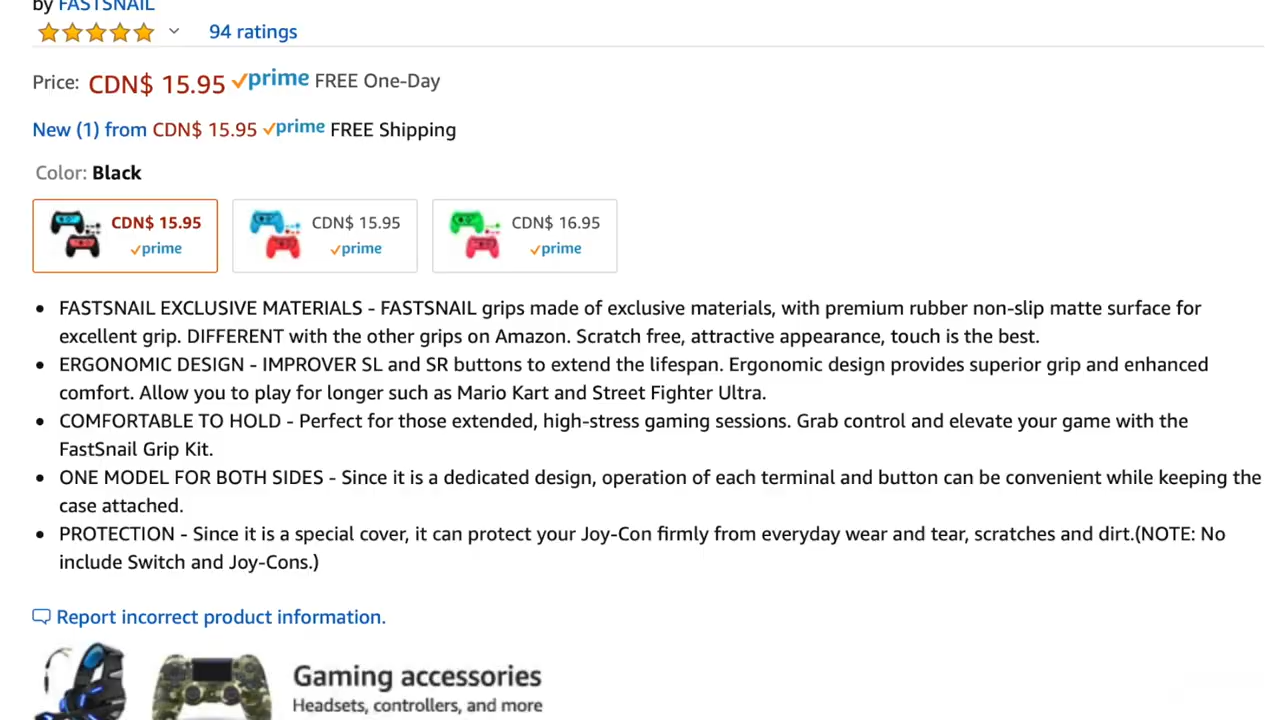 by FASTSNAIL
94 ratings
Price: CDN$ 15.95 prime FREE One-Day
New (1) from CDN$ 15.95 prime FREE Shipping
Color: Black
CDN$ 15.95
prime
CDN$ 15.95
prime
CDN$ 16.95
prime
• FASTSNAIL EXCLUSIVE MATERIALS - FASTSNAIL grips made of exclusive materials, with premium rubber non-slip matte surface for
excellent grip. DIFFERENT with the other grips on Amazon. Scratch free, attractive appearance, touch is the best.
• ERGONOMIC DESIGN - IMPROVER SL and SR buttons to extend the lifespan. Ergonomic design provides superior grip and enhanced
comfort. Allow you to play for longer such as Mario Kart and Street Fighter Ultra.
• COMFORTABLE TO HOLD - Perfect for those extended, high-stress gaming sessions. Grab control and elevate your game with the
FastSnail Grip Kit.
• ONE MODEL FOR BOTH SIDES - Since it is a dedicated design, operation of each terminal and button can be convenient while keeping the
case attached.
• PROTECTION - Since it is a special cover, it can protect your Joy-Con firmly from everyday wear and tear, scratches and dirt.(NOTE: No
include Switch and Joy-Cons.)
Report incorrect product information.
Gaming accessories
Headsets, controllers, and more